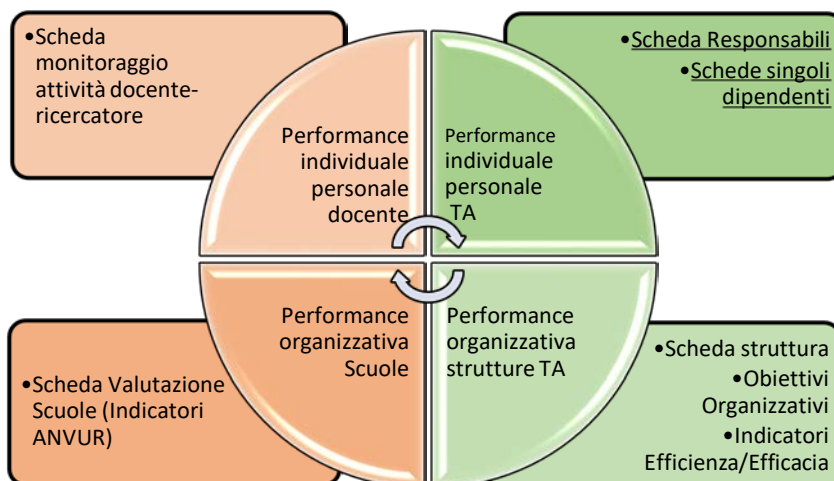 •Scheda
monitoraggio
attività docente-
ricercatore
•Scheda Responsabili
•Schede singoli
dipendenti
Performance
individuale
personale
docente
Performance
individuale
personale
TA
Performance
organizzativa
Scuole
Performance
organizzativa
strutture TA
•Scheda Valutazione
Scuole (Indicatori
ANVUR)
•Scheda struttura
•Obiettivi
Organizzativi
•Indicatori
Efficienza/Efficacia